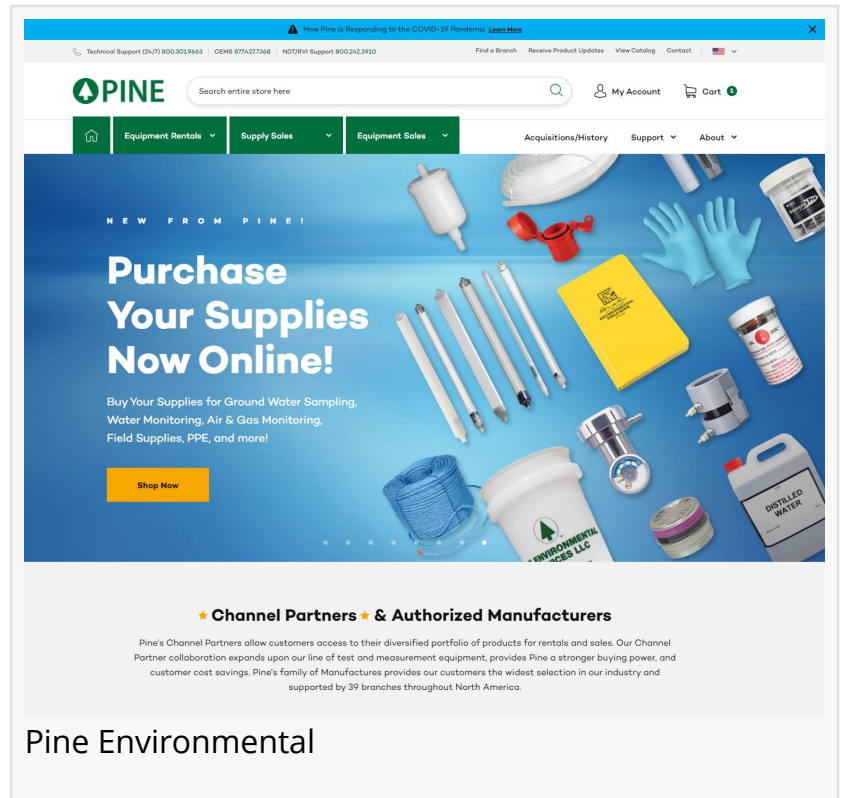 How Pine is Responding to the COVID-19 Pandemic Learn More
Technical Support (24/7) 800.301.9663 CEMS 877.427.7368 NDT/RVI Support 800.242.3910 Find a Branch Receive Product Updates View Catalog Contact
PINE Search entire store here My Account Cart 1
Equipment Rentals Supply Sales Equipment Sales Acquisitions/History Support About
NEW FROM PINE!
Purchase
Your Supplies
Now Online!
Buy Your Supplies for Ground Water Sampling,
Water Monitoring, Air & Gas Monitoring,
Field Supplies, PPE, and more!
Shop Now
DISTILLED
WATER
ENVIRONMENTAL
LLC
Channel Partners & Authorized Manufacturers
Pine's Channel Partners allow customers access to their diversified portfolio of products for rentals and sales. Our Channel
Partner collaboration expands upon our line of test and measurement equipment, provides Pine a stronger buying power, and
customer cost savings. Pine's family of Manufactures provides our customers the widest selection in our industry and
supported by 39 branches throughout North America.
Pine Environmental